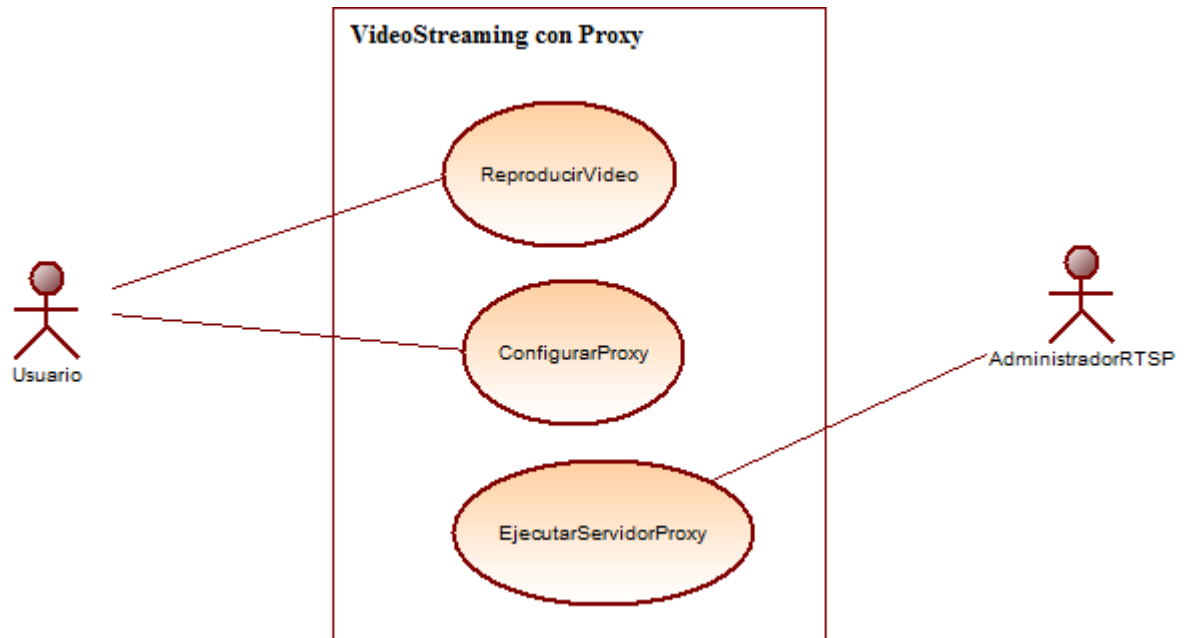 VideoStreaming con Proxy
ReproducirVideo
ConfigurarProxy
EjecutarServidorProxy
Usuario
AdministradorRTSP